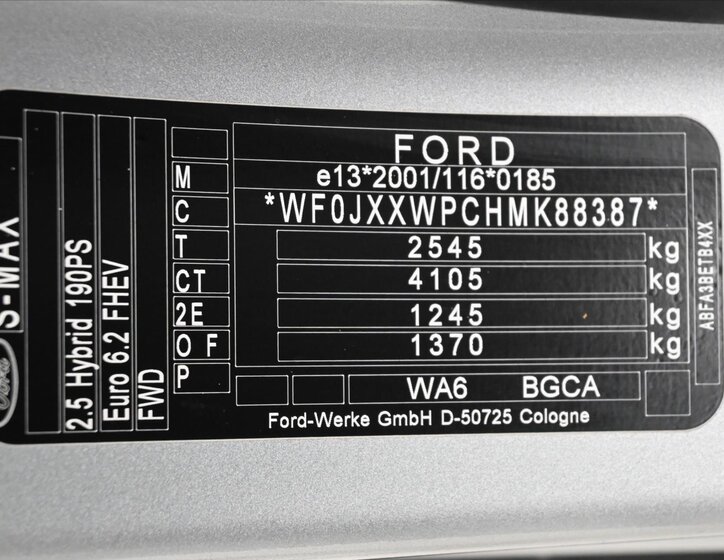 FORD
e13*2001/116*0185
*WF0JXXWPCHMK88387*
2545 kg
4105 kg
1245 kg
1370 kg
WA6 BGCA
Ford-Werke GmbH D-50725 Cologne
M
C
T
CT
2E
O F
P
S-MAX
2.5 Hybrid 190PS
Euro 6.2 FHEV
FWD
Ford
ABFA3BETB4XX